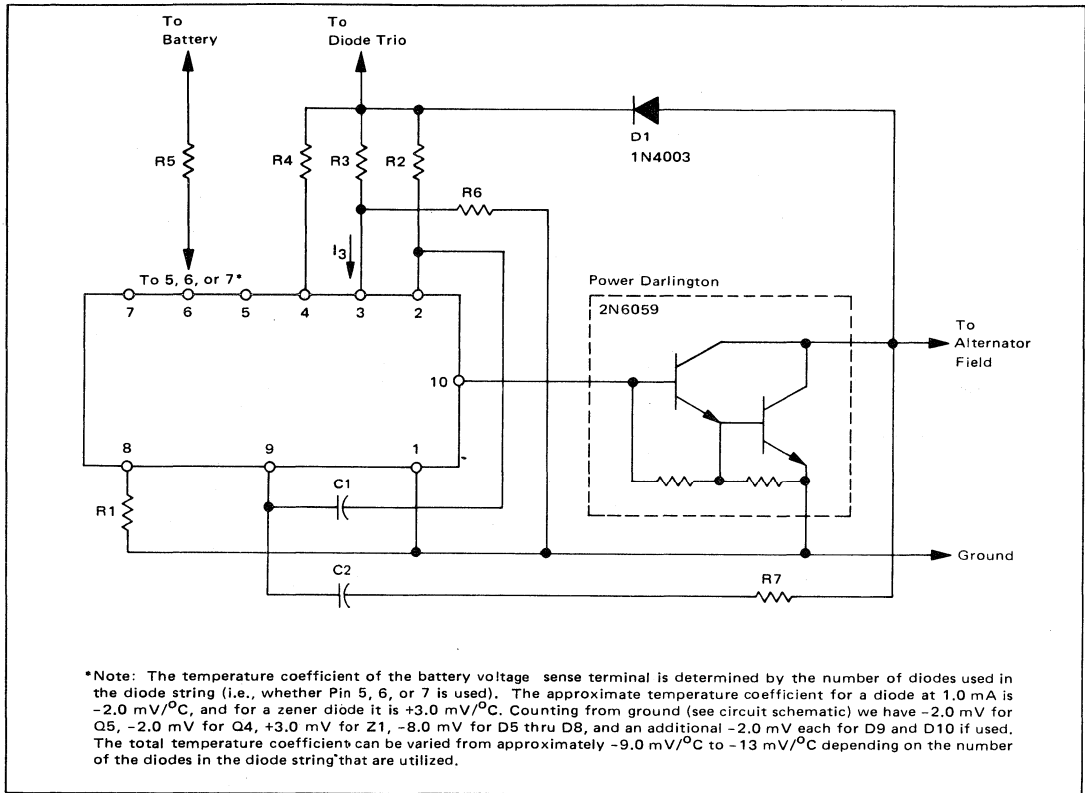 To
Battery
To
Diode Trio
R5
R4
R3
R2
D1
1N4003
R6
I3
To 5, 6, or 7*
7
6
5
4
3
2
Power Darlington
2N6059
To
Alternator
Field
10
8
9
1
R1
C1
Ground
C2
R7
*Note: The temperature coefficient of the battery voltage sense terminal is determined by the number of diodes used in
the diode string (i.e., whether Pin 5, 6, or 7 is used). The approximate temperature coefficient for a diode at 1.0 mA is
-2.0 mV/°C, and for a zener diode it is +3.0 mV/°C. Counting from ground (see circuit schematic) we have -2.0 mV for
Q5, -2.0 mV for Q4, +3.0 mV for Z1, -8.0 mV for D5 thru D8, and an additional -2.0 mV each for D9 and D10 if used.
The total temperature coefficient can be varied from approximately -9.0 mV/°C to -13 mV/°C depending on the number
of the diodes in the diode string that are utilized.